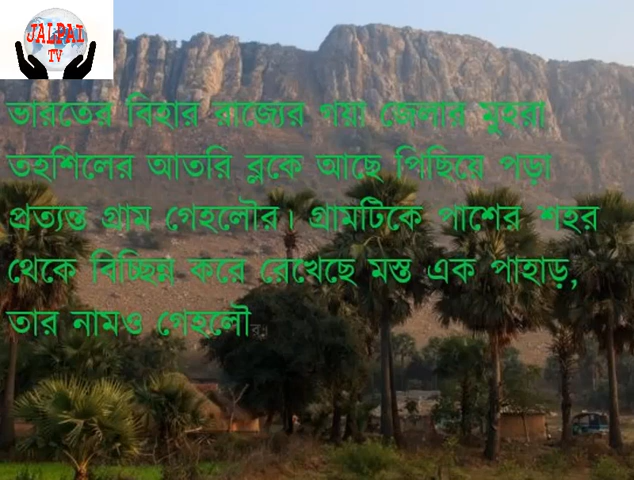 JALPAI
TV
ভারতের বিহার রাজ্যের গয়া জেলার মুহরা
তহশিলের আতরি ব্লকে আছে পিছিয়ে পড়া
প্রত্যন্ত গ্রাম গেহলৌর। গ্রামটিকে পাশের শহর
থেকে বিচ্ছিন্ন করে রেখেছে মস্ত এক পাহাড়,
তার নামও গেহলৌর